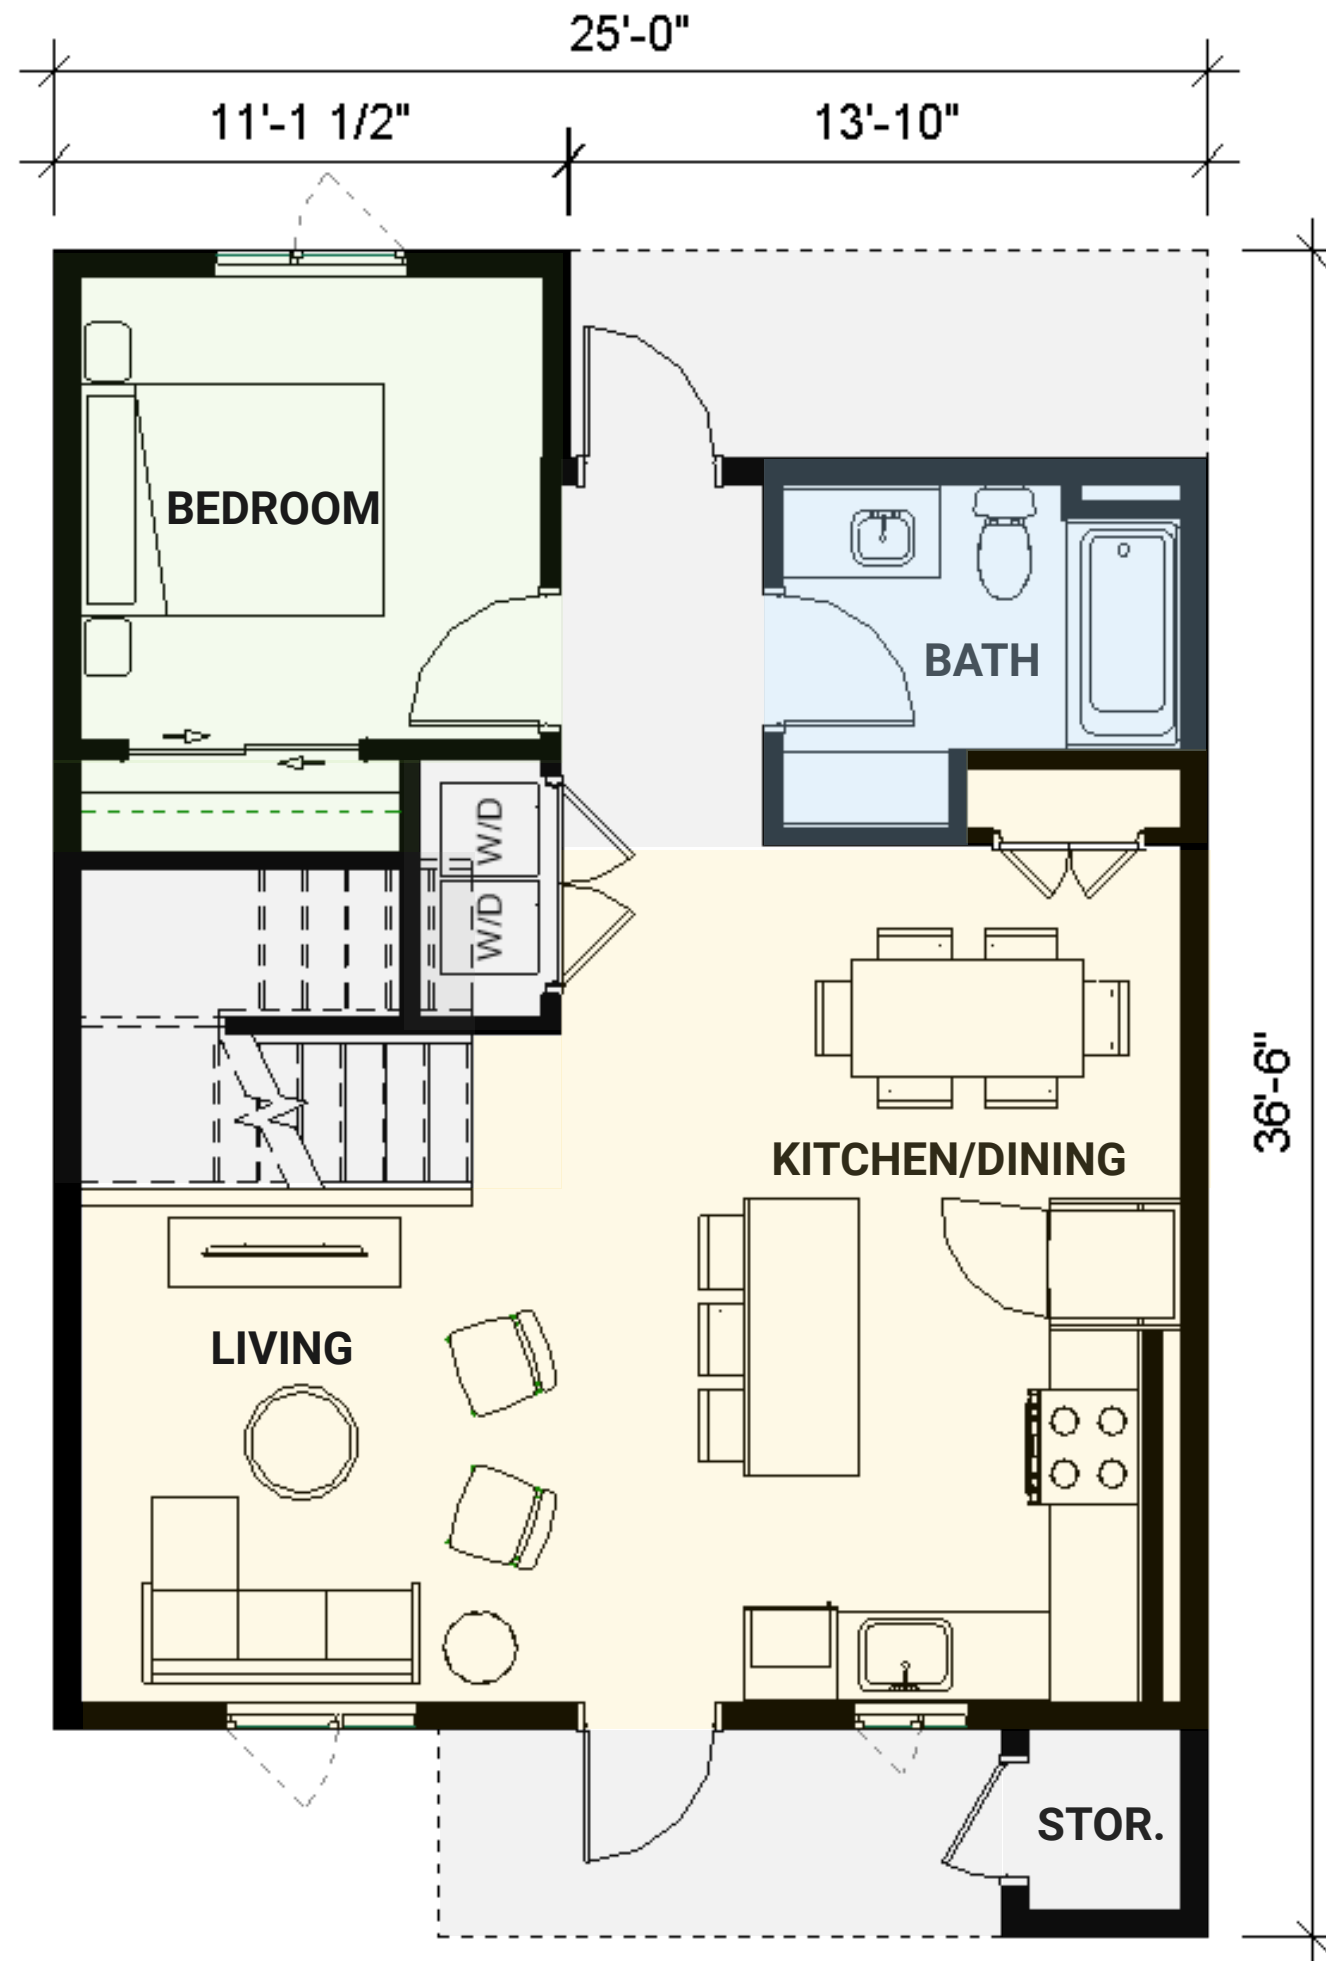 25'-0"
11'-1 1/2"
13'-10"
BEDROOM
BATH
W/D
W/D
36'-6"
KITCHEN/DINING
LIVING
STOR.